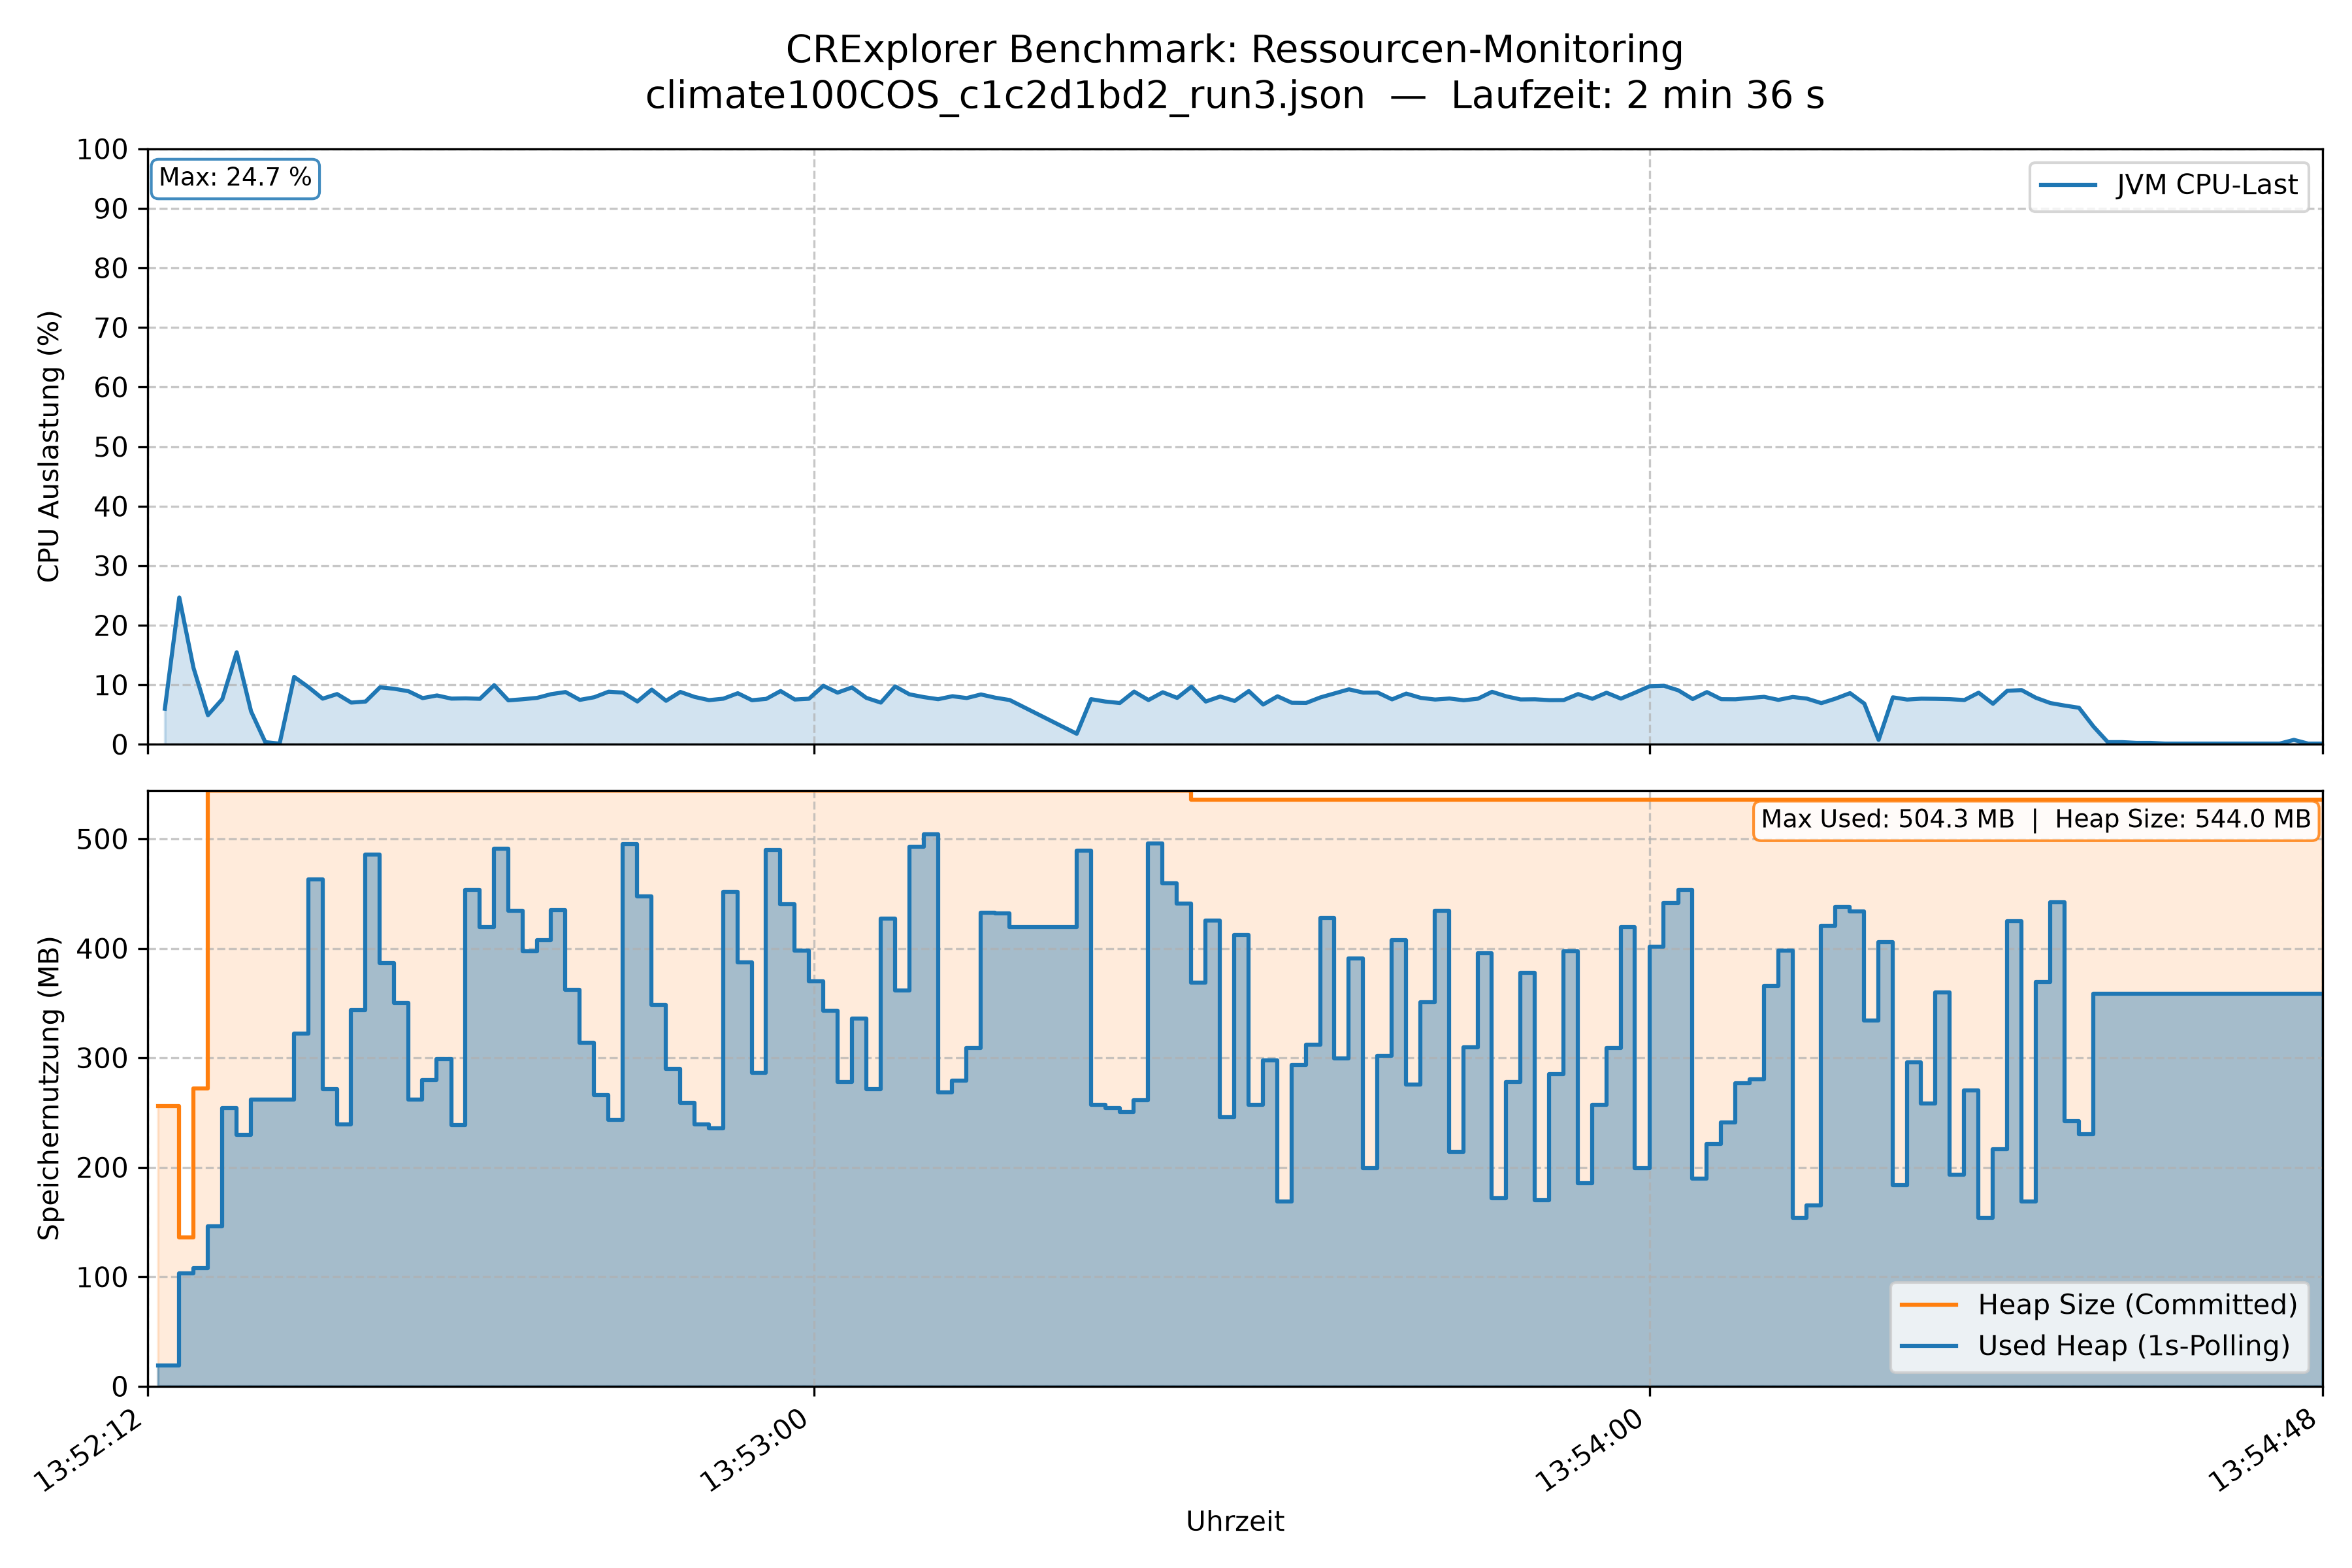 CRExplorer Benchmark: Ressourcen-Monitoring
climate100COS_c1c2d1bd2_run3.json — Laufzeit: 2 min 36 s
CPU Auslastung (%)
100
90
80
70
60
50
40
30
20
10
0
Max: 24.7 %
JVM CPU-Last
Speichernutzung (MB)
500
400
300
200
100
0
Max Used: 504.3 MB | Heap Size: 544.0 MB
Heap Size (Committed)
Used Heap (1s-Polling)
13:52:12
13:53:00
13:54:00
13:54:48
Uhrzeit